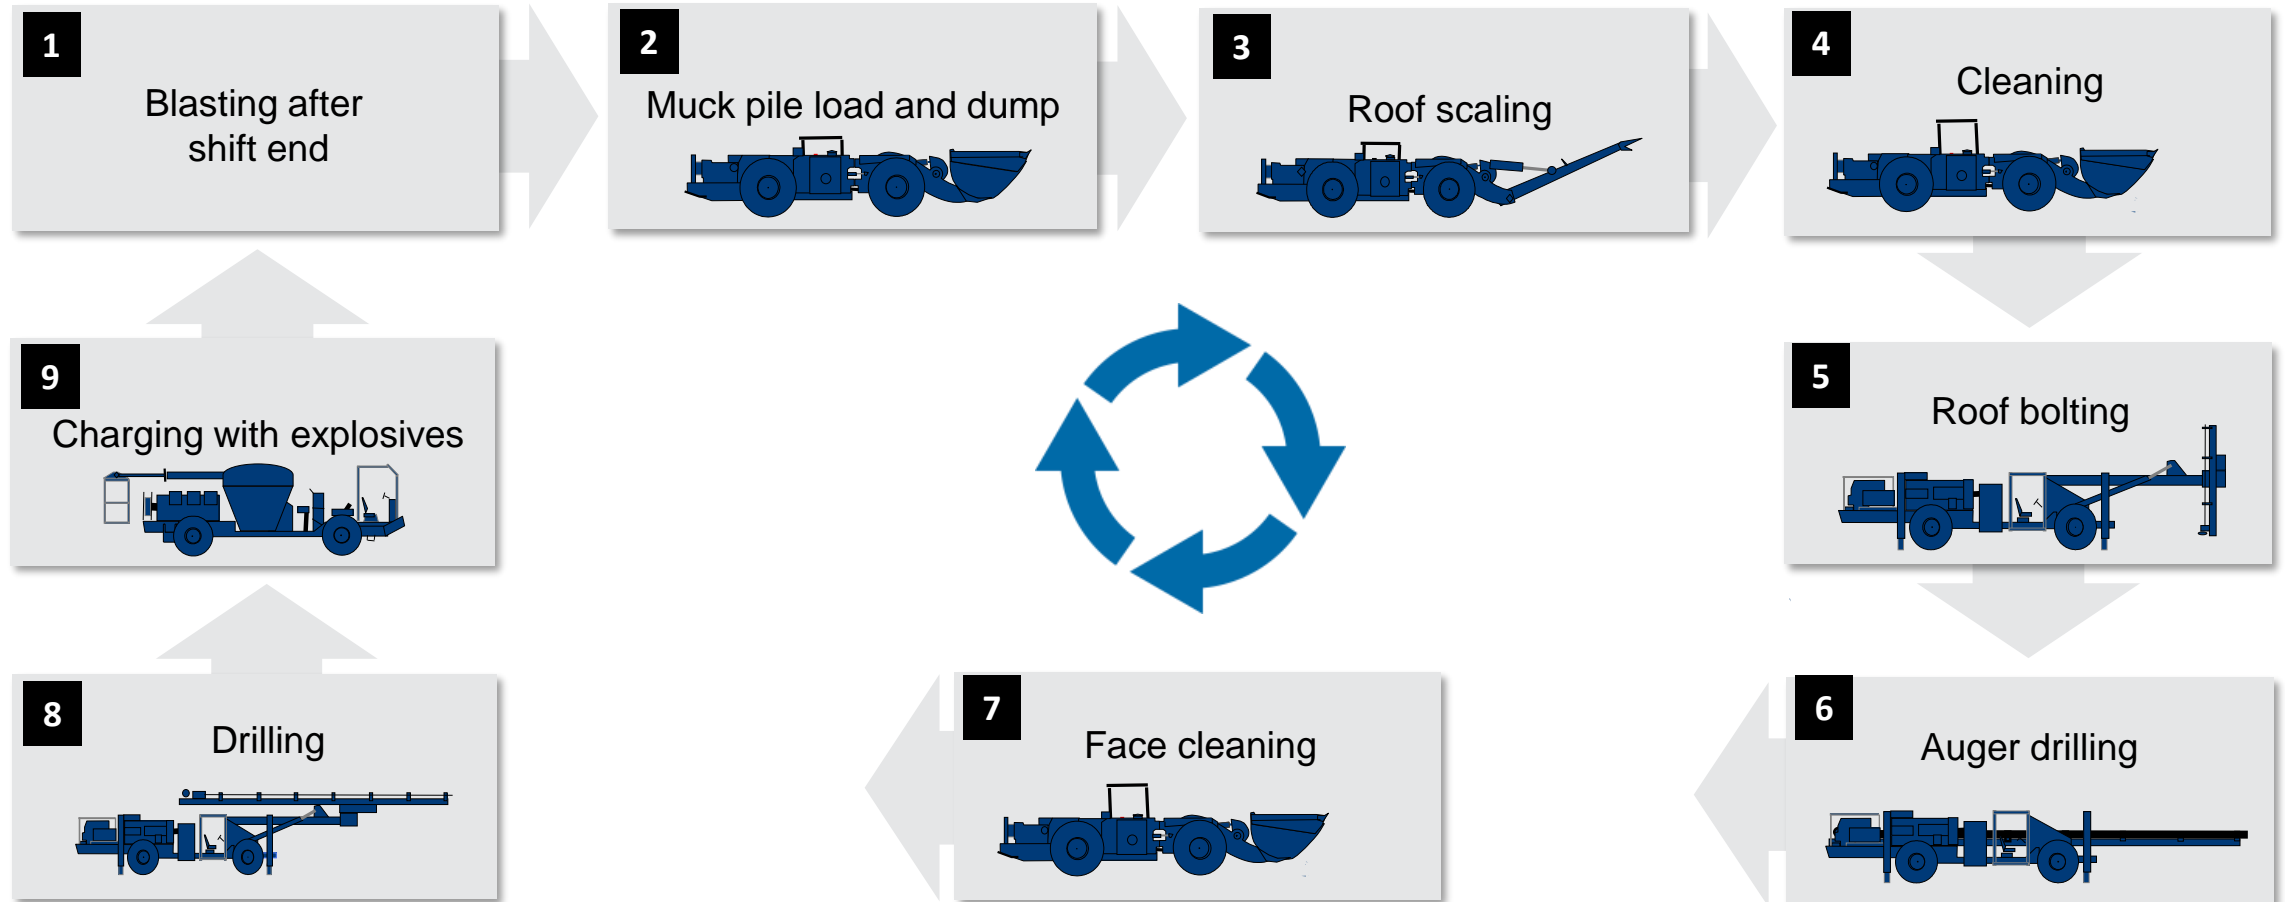 1
Blasting after
shift end
2
Muck pile load and dump
3
Roof scaling
4
Cleaning
5
Roof bolting
6
Auger drilling
7
Face cleaning
8
Drilling
9
Charging with explosives